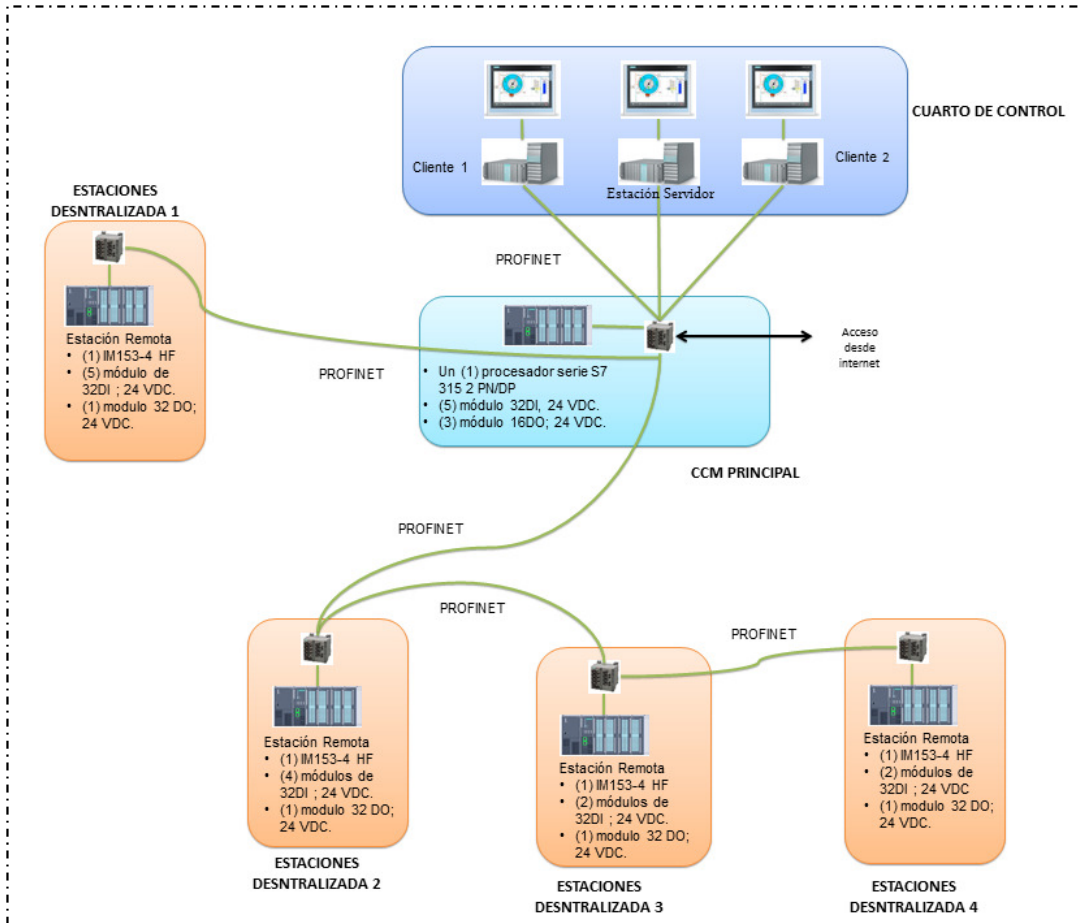 CUARTO DE CONTROL
Cliente 1
Estación Servidor
Cliente 2
ESTACIONES
DESNTRALIZADA 1
PROFINET
Estación Remota
• (1) IM153-4 HF
• (5) módulo de
32DI ; 24 VDC.
• (1) modulo 32 DO;
24 VDC.
PROFINET
Acceso
desde
internet
• Un (1) procesador serie S7
315 2 PN/DP
• (5) módulo 32DI, 24 VDC.
• (3) módulo 16DO; 24 VDC.
CCM PRINCIPAL
PROFINET
PROFINET
PROFINET
Estación Remota
• (1) IM153-4 HF
• (4) módulos de
32DI ; 24 VDC.
• (1) modulo 32 DO;
24 VDC.
ESTACIONES
DESNTRALIZADA 2
Estación Remota
• (1) IM153-4 HF
• (2) módulos de
32DI ; 24 VDC.
• (1) modulo 32 DO;
24 VDC.
ESTACIONES
DESNTRALIZADA 3
Estación Remota
• (1) IM153-4 HF
• (2) módulos de
32DI ; 24 VDC
• (1) modulo 32 DO;
24 VDC.
ESTACIONES
DESNTRALIZADA 4